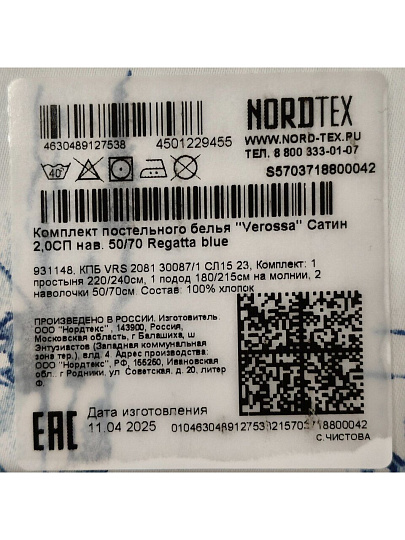 NORDTEX
4630489127538 4501229455
WWW.NORD-TEX.РU
ТЕЛ. 8 800 333-01-07
40°
S5703718800042
Комплект постельного белья "Verossa" Сатин
2,0СП нав. 50/70 Regatta blue
931148, КПБ VRS 2081 30087/1 СЛ15 23, Комплект: 1
простыня 220/240см, 1 подод 180/215см на молнии, 2
наволочки 50/70см. Состав: 100% хлопок
ПРОИЗВЕДЕНО В РОССИИ. Изготовитель:
ООО "Нордтекс", 143900, Россия,
Московская область, г Балашиха, ш
Энтузиастов (Западная коммунальная
зона тер.), влд. 4. Адрес производства:
ООО "Нордтекс", РФ, 155250, Ивановская
обл., г Родники, ул Советская, д. 20, литер
Ф.
EAC
Дата изготовления
11.04 2025
0104630489127538215703718800042
С.ЧИСТОВА